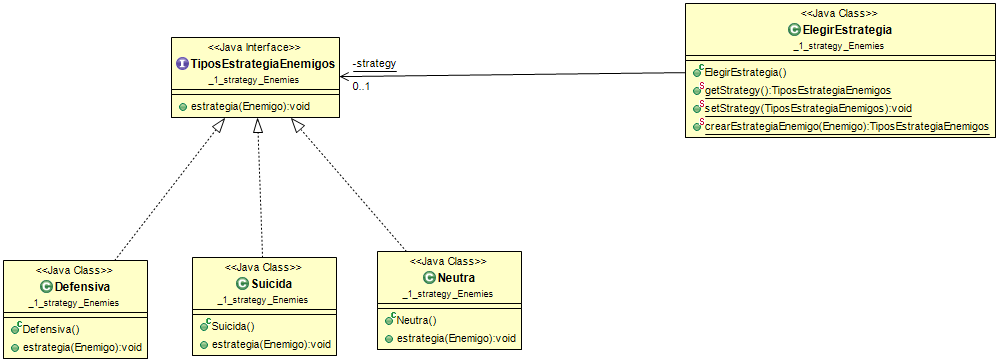 <<Java Interface>>
TiposEstrategiaEnemigos
_1_strategy_Enemies
estrategia(Enemigo):void
-strategy
0..1
<<Java Class>>
ElegirEstrategia
_1_strategy_Enemies
ElegirEstrategia()
getStrategy():TiposEstrategiaEnemigos
setStrategy(TiposEstrategiaEnemigos):void
crearEstrategiaEnemigo(Enemigo):TiposEstrategiaEnemigos
<<Java Class>>
Defensiva
_1_strategy_Enemies
Defensiva()
estrategia(Enemigo):void
<<Java Class>>
Suicida
_1_strategy_Enemies
Suicida()
estrategia(Enemigo):void
<<Java Class>>
Neutra
_1_strategy_Enemies
Neutra()
estrategia(Enemigo):void